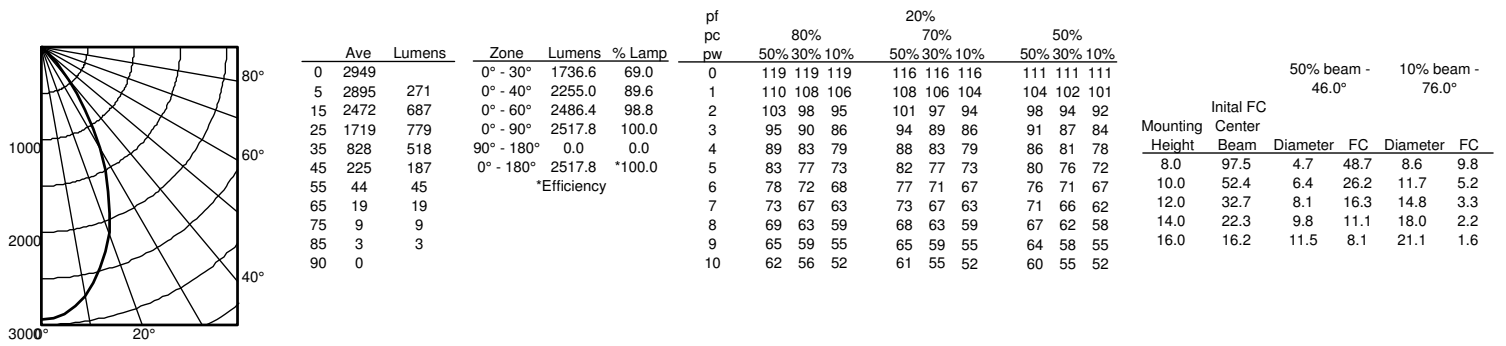 80°
1000
60°
2000
40°
3000
0°
20°
Ave Lumens
0 2949
5 2895 271
15 2472 687
25 1719 779
35 828 518
45 225 187
55 44 45
65 19 19
75 9 9
85 3 3
90 0
Zone Lumens % Lamp
0° - 30° 1736.6 69.0
0° - 40° 2255.0 89.6
0° - 60° 2486.4 98.8
0° - 90° 2517.8 100.0
90° - 180° 0.0 0.0
0° - 180° 2517.8 *100.0
*Efficiency
pf 20%
pc 80% 70% 50%
pw 50% 30% 10% 50% 30% 10% 50% 30% 10%
0 119 119 119 116 116 116 111 111 111
1 110 108 106 108 106 104 104 102 101
2 103 98 95 101 97 94 98 94 92
3 95 90 86 94 89 86 91 87 84
4 89 83 79 88 83 79 86 81 78
5 83 77 73 82 77 73 80 76 72
6 78 72 68 77 71 67 76 71 67
7 73 67 63 73 67 63 71 66 62
8 69 63 59 68 63 59 67 62 58
9 65 59 55 65 59 55 64 58 55
10 62 56 52 61 55 52 60 55 52
50% beam - 10% beam -
46.0° 76.0°
Inital FC
Mounting Center
Height Beam Diameter FC Diameter FC
8.0 97.5 4.7 48.7 8.6 9.8
10.0 52.4 6.4 26.2 11.7 5.2
12.0 32.7 8.1 16.3 14.8 3.3
14.0 22.3 9.8 11.1 18.0 2.2
16.0 16.2 11.5 8.1 21.1 1.6